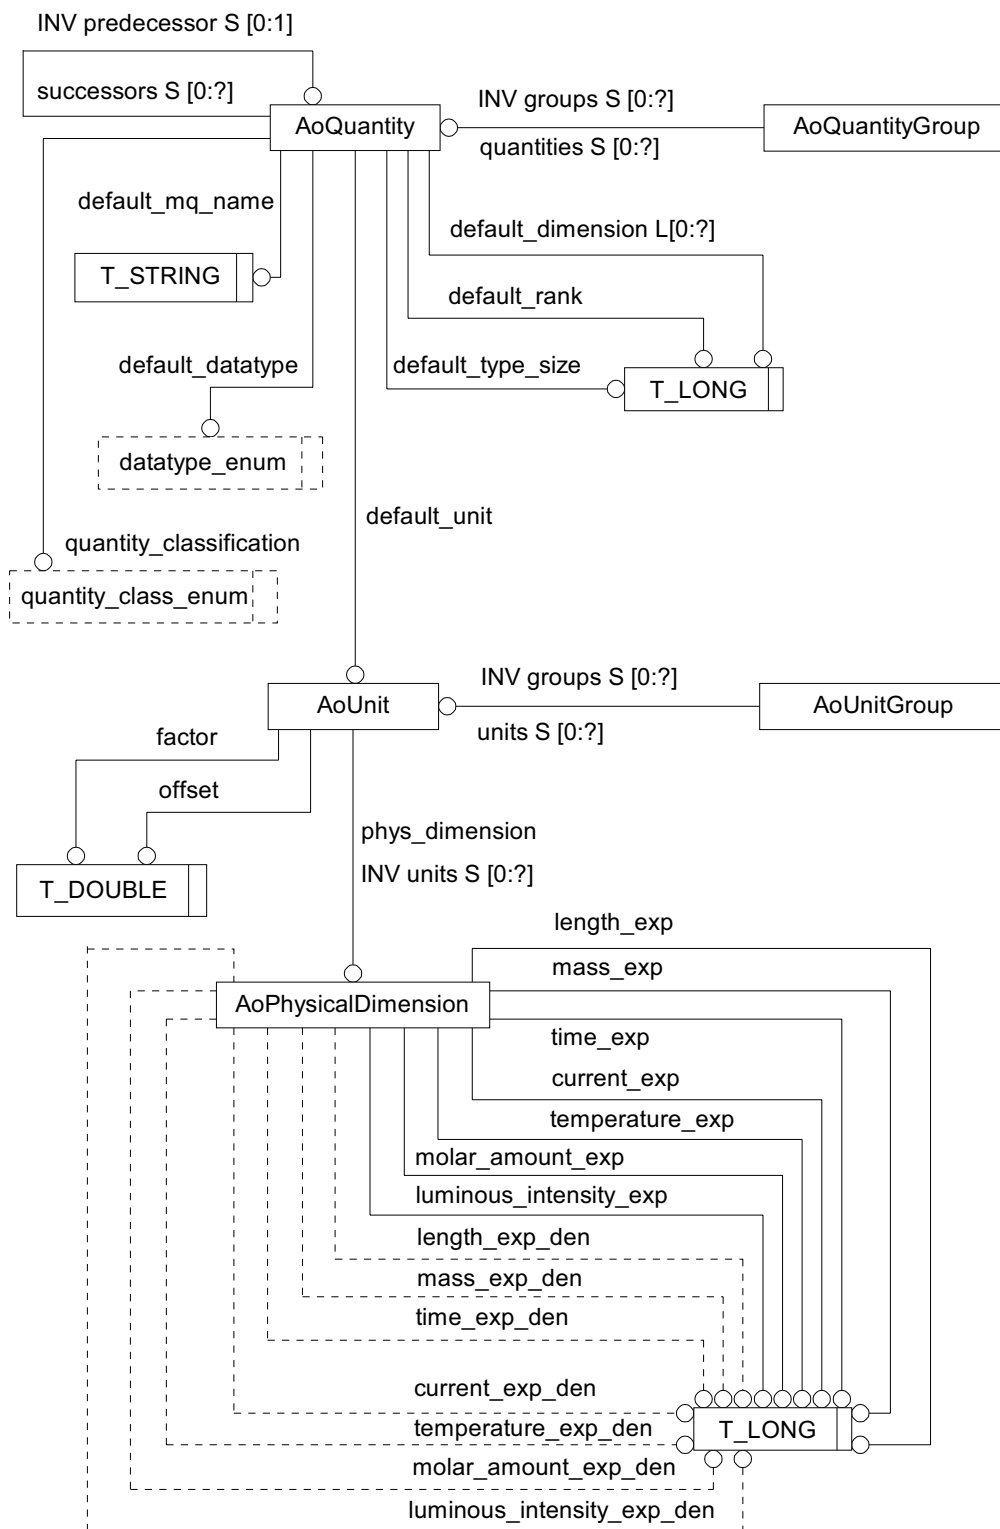 INV predecessor S [0:1]
successors S [0:?]
INV groups S [0:?]
AoQuantity
AoQuantityGroup
quantities S [0:?]
default_mq_name
default_dimension L[0:?]
T_STRING
default_rank
default_datatype
default_type_size
T_LONG
datatype_enum
default_unit
quantity_classification
quantity_class_enum
INV groups S [0:?]
AoUnit
AoUnitGroup
units S [0:?]
factor
offset
phys_dimension
INV units S [0:?]
T_DOUBLE
length_exp
mass_exp
AoPhysicalDimension
time_exp
current_exp
temperature_exp
molar_amount_exp
luminous_intensity_exp
length_exp_den
mass_exp_den
time_exp_den
current_exp_den
temperature_exp_den
T_LONG
molar_amount_exp_den
luminous_intensity_exp_den